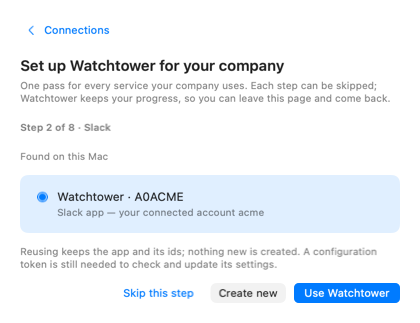 Connections
Set up Watchtower for your company
One pass for every service your company uses. Each step can be skipped;
Watchtower keeps your progress, so you can leave this page and come back.
Step 2 of 8 · Slack
Found on this Mac
Watchtower · A0ACME
Slack app — your connected account acme
Reusing keeps the app and its ids; nothing new is created. A configuration
token is still needed to check and update its settings.
Skip this step
Create new
Use Watchtower